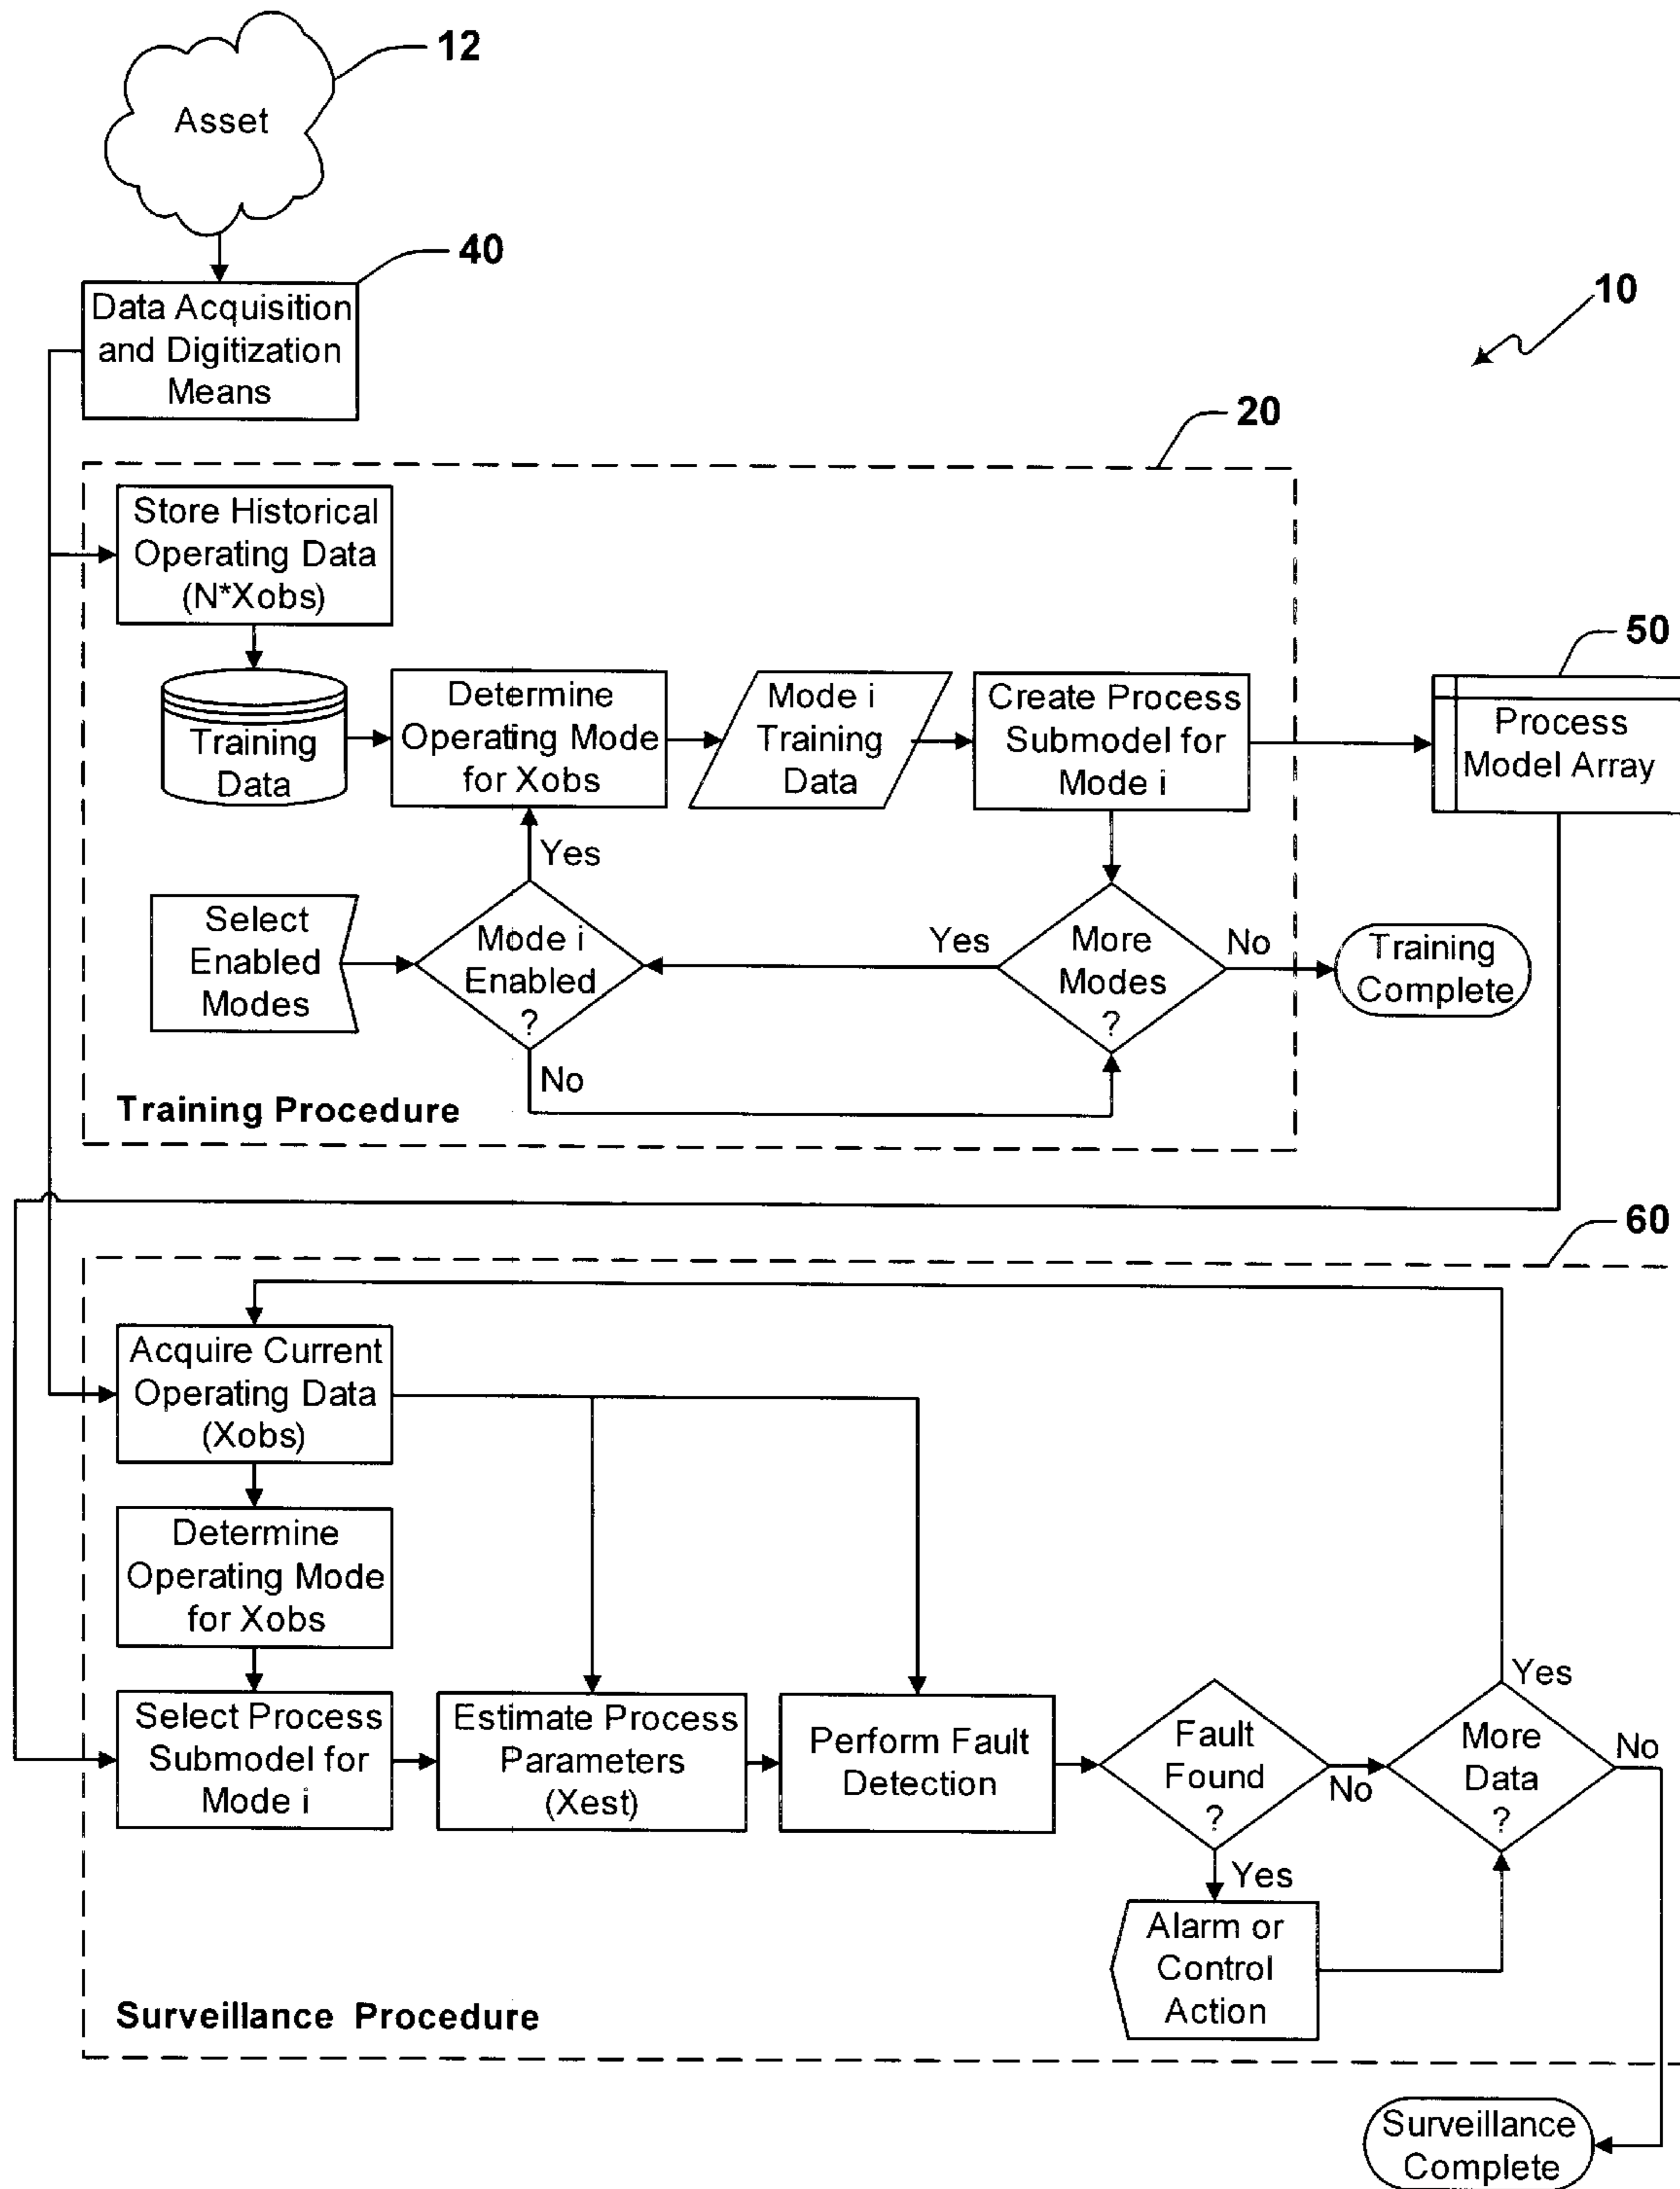 12
Asset
40
Data Acquisition
and Digitization
Means
10
20
Store Historical
Operating Data
(N*Xobs)
50
Training
Data
Determine
Operating Mode
for Xobs
Mode i
Training
Data
Create Process
Submodel for
Mode i
Process
Model Array
Yes
Select
Enabled
Modes
Mode i
Enabled
?
Yes
More
Modes
?
No
Training
Complete
No
Training Procedure
60
Acquire Current
Operating Data
(Xobs)
Determine
Operating Mode
for Xobs
Select Process
Submodel for
Mode i
Estimate Process
Parameters
(Xest)
Perform Fault
Detection
Fault
Found
?
No
Yes
More
Data
?
No
Yes
Alarm or
Control
Action
Surveillance Procedure
Surveillance
Complete